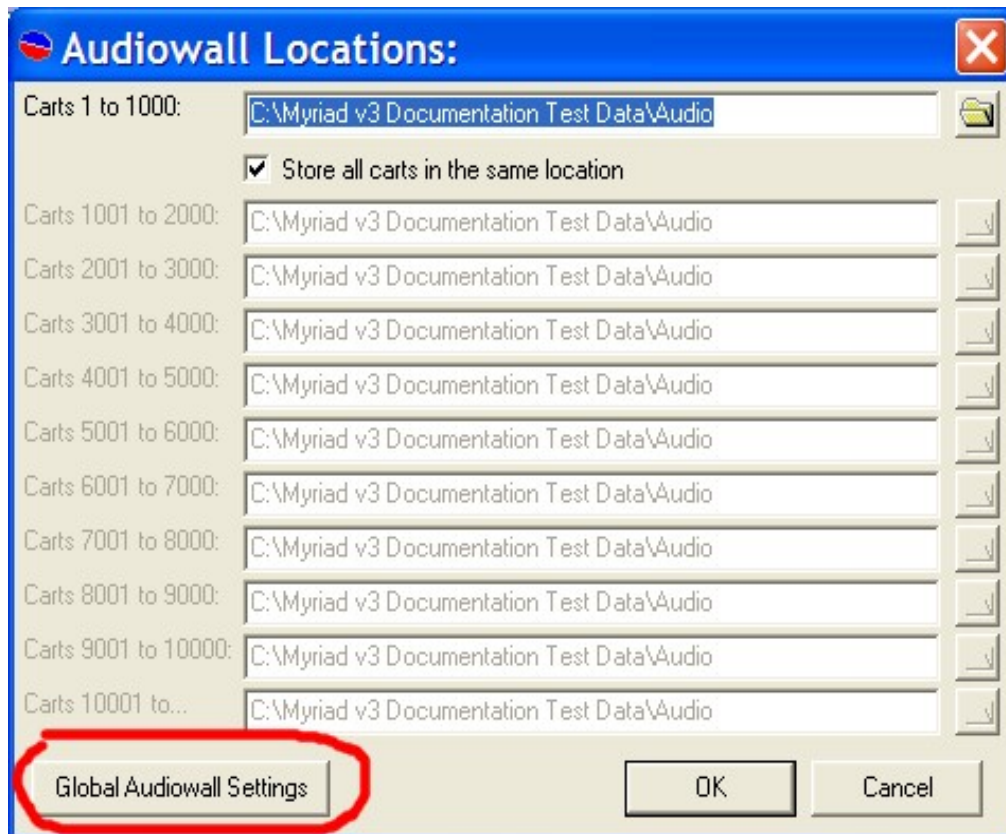 Audiowall Locations:
Carts 1 to 1000: C:\Myriad v3 Documentation Test Data\Audio
Store all carts in the same location
Carts 1001 to 2000: C:\Myriad v3 Documentation Test Data\Audio
Carts 2001 to 3000: C:\Myriad v3 Documentation Test Data\Audio
Carts 3001 to 4000: C:\Myriad v3 Documentation Test Data\Audio
Carts 4001 to 5000: C:\Myriad v3 Documentation Test Data\Audio
Carts 5001 to 6000: C:\Myriad v3 Documentation Test Data\Audio
Carts 6001 to 7000: C:\Myriad v3 Documentation Test Data\Audio
Carts 7001 to 8000: C:\Myriad v3 Documentation Test Data\Audio
Carts 8001 to 9000: C:\Myriad v3 Documentation Test Data\Audio
Carts 9001 to 10000: C:\Myriad v3 Documentation Test Data\Audio
Carts 10001 to... C:\Myriad v3 Documentation Test Data\Audio
Global Audiowall Settings OK Cancel